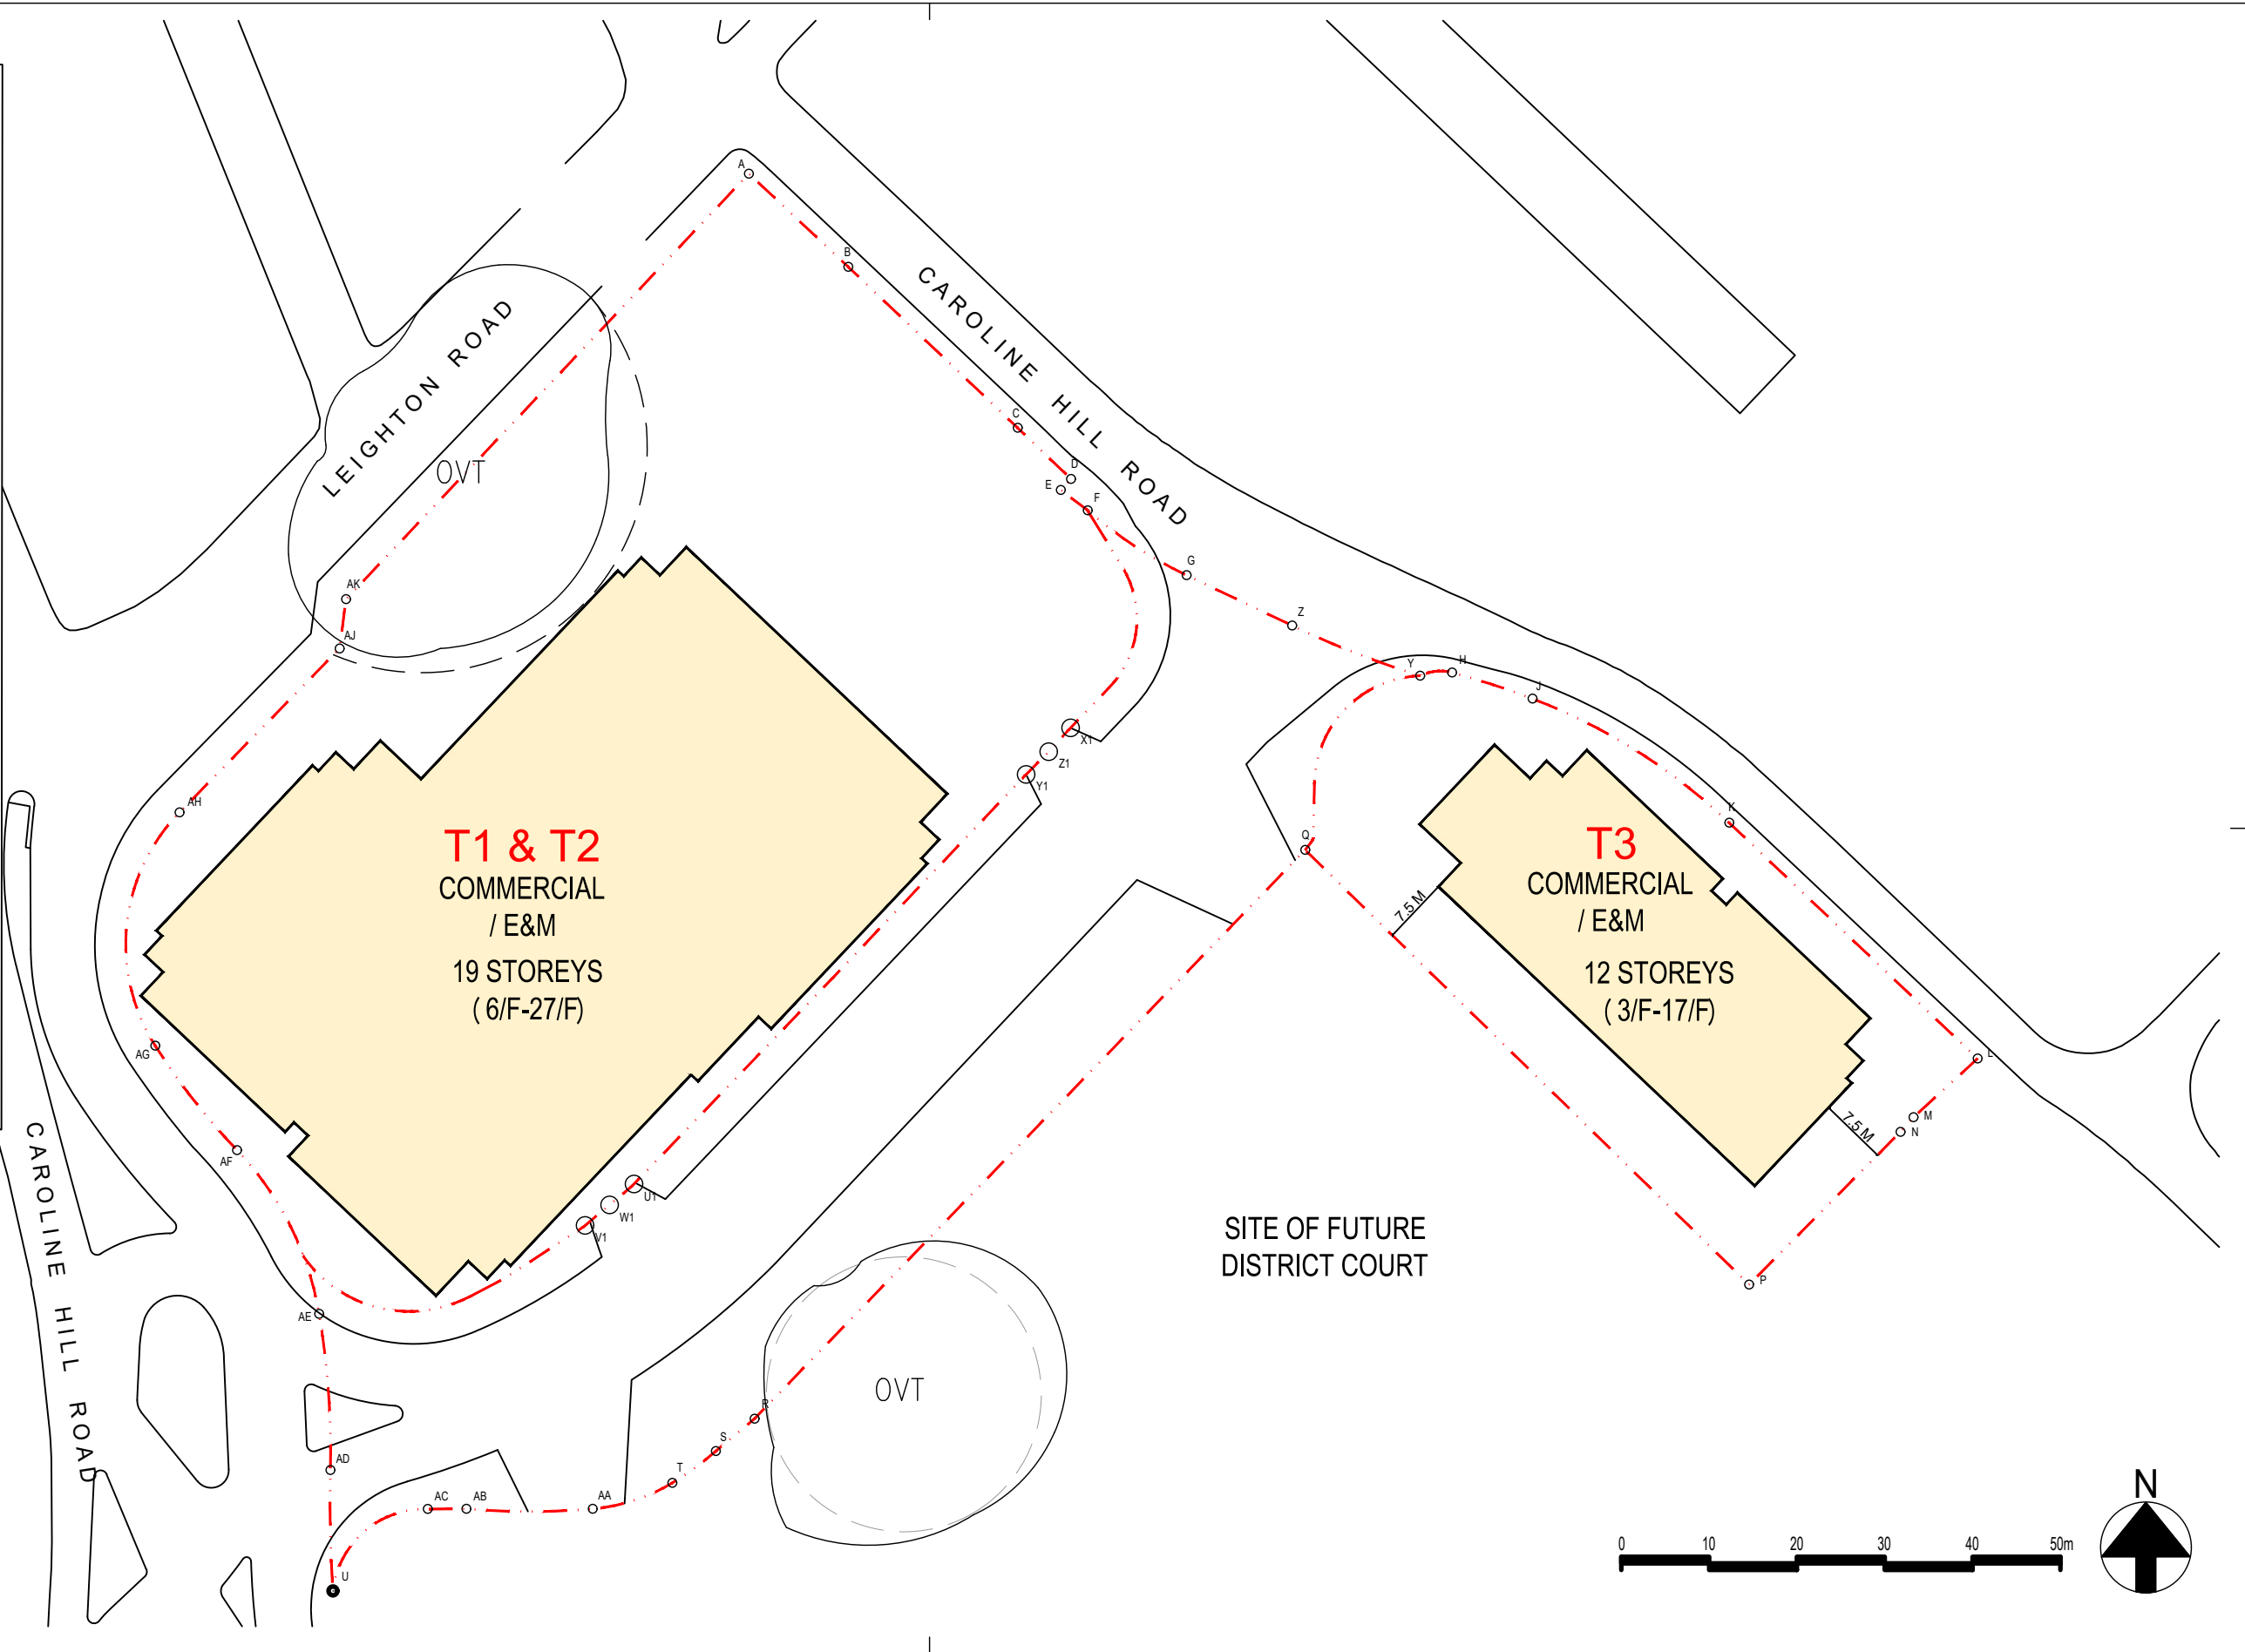 A
B
CAROLINE HILL ROAD
LEIGHTON ROAD
C
OVT
D
E
F
G
AK
Z
AJ
Y
H
J
X1
Z1
Y1
AH
K
Q
T1 & T2
COMMERCIAL
/ E&M
19 STOREYS
( 6/F-27/F)
T3
COMMERCIAL
/ E&M
12 STOREYS
( 3/F-17/F)
7.5 M
AG
L
M
N
7.5 M
AF
CAROLINE HILL ROAD
U1
W1
V1
SITE OF FUTURE
DISTRICT COURT
P
AE
OVT
R
S
AD
T
AC
AB
AA
U
N
0 10 20 30 40 50m